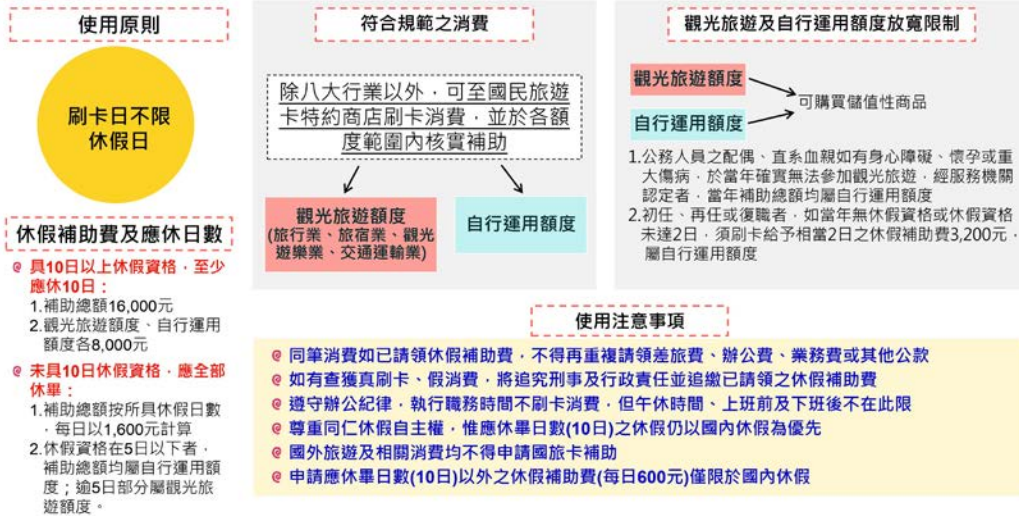 使用原則
刷卡日不限
休假日
休假補助費及應休日數
具10日以上休假資格，至少
應休10日：
1.補助總額16,000元
2.觀光旅遊額度、自行運用
額度各8,000元
未具10日休假資格，應全部
休畢：
1.補助總額按所具休假日數
，每日以1,600元計算
2.休假資格在5日以下者，
補助總額均屬自行運用額
度；逾5日部分屬觀光旅
遊額度。
符合規範之消費
除八大行業以外，可至國民旅遊
卡特約商店刷卡消費，並於各額
度範圍內核實補助
觀光旅遊額度
(旅行業、旅宿業、觀光
遊樂業、交通運輸業)
自行運用額度
觀光旅遊及自行運用額度放寬限制
觀光旅遊額度
可購買儲值性商品
自行運用額度
1.公務人員之配偶、直系血親如有身心障礙、懷孕或重
大傷病，於當年確實無法參加觀光旅遊，經服務機關
認定者，當年補助總額均屬自行運用額度
2.初任、再任或復職者，如當年無休假資格或休假資格
未達2日，須刷卡給予相當2日之休假補助費3,200元，
屬自行運用額度
使用注意事項
同筆消費如已請領休假補助費，不得再重複請領差旅費、辦公費、業務費或其他公款
如有查獲真刷卡、假消費，將追究刑事及行政責任並追繳已請領之休假補助費
遵守辦公紀律，執行職務時間不刷卡消費，但午休時間、上班前及下班後不在此限
尊重同仁休假自主權，惟應休畢日數(10日)之休假仍以國內休假為優先
國外旅遊及相關消費均不得申請國旅卡補助
申請應休畢日數(10日)以外之休假補助費(每日600元)僅限於國內休假